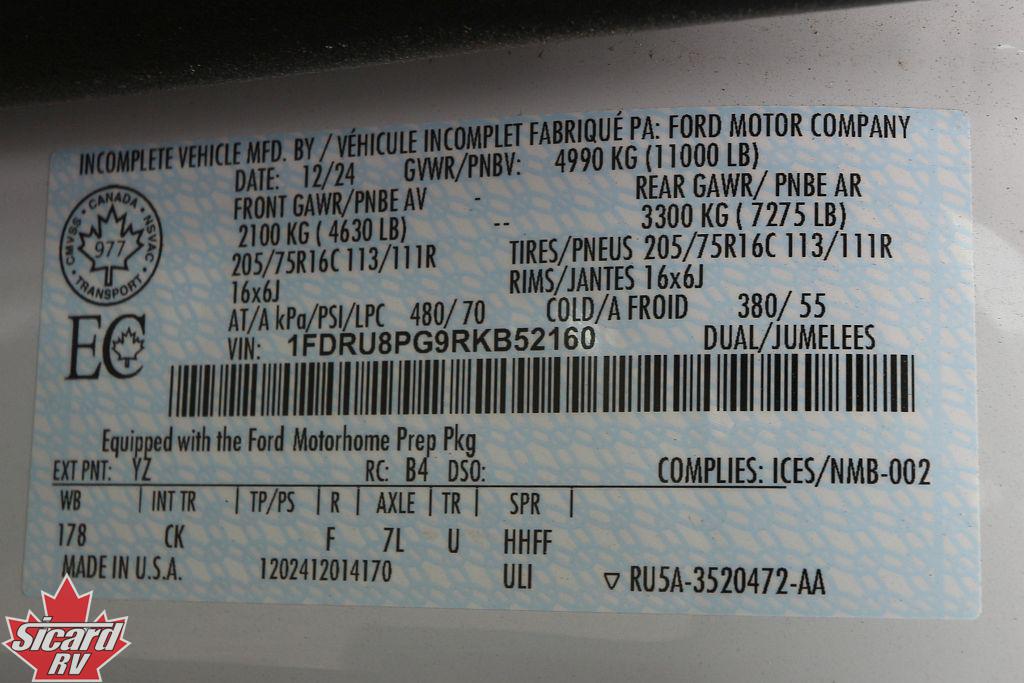 INCOMPLETE VEHICLE MFD. BY / VÉHICULE INCOMPLET FABRIQUÉ PA: FORD MOTOR COMPANY
DATE: 12/24 GVWR/PNBV: 4990 KG (11000 LB)
FRONT GAWR/PNBE AV - REAR GAWR/ PNBE AR
2100 KG ( 4630 LB) -- 3300 KG ( 7275 LB)
205/75R16C 113/111R TIRES/PNEUS 205/75R16C 113/111R
16x6J RIMS/JANTES 16x6J
AT/A kPa/PSI/LPC 480/ 70 COLD/A FROID 380/ 55
VIN: 1FDRU8PG9RKB52160 DUAL/JUMELEES
CANADA
CMVSS NSVAC
977
TRANSPORT
EC
Equipped with the Ford Motorhome Prep Pkg
EXT PNT: YZ RC: B4 DSO: COMPLIES: ICES/NMB-002
WB | INT TR | TP/PS | R | AXLE | TR | SPR |
178 CK F 7L U HHFF
MADE IN U.S.A. 1202412014170 ULI ▽ RU5A-3520472-AA
Sicard
RV